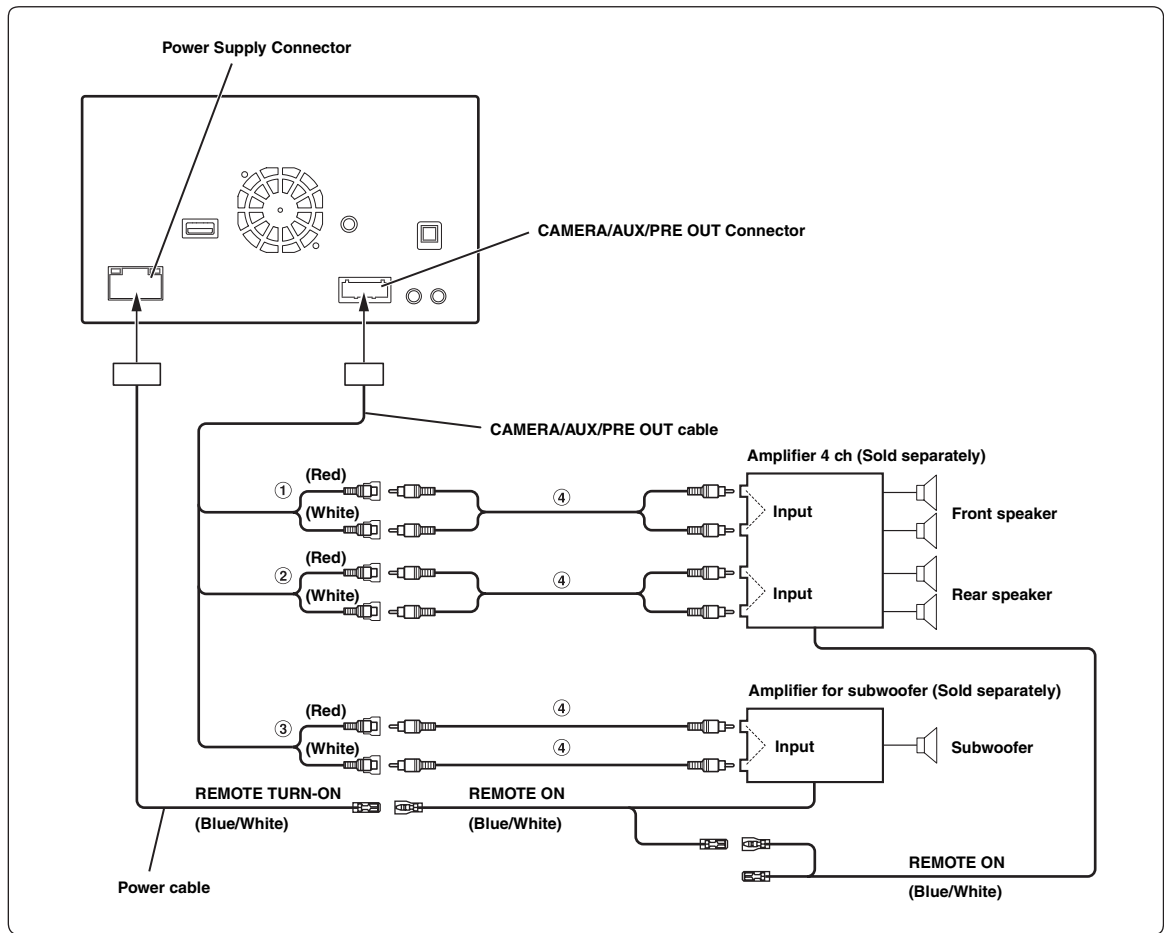 Power Supply Connector
CAMERA/AUX/PRE OUT Connector
CAMERA/AUX/PRE OUT cable
Amplifier 4 ch (Sold separately)
(Red)
①
④
(White)
Input
Front speaker
(Red)
②
④
(White)
Input
Rear speaker
Amplifier for subwoofer (Sold separately)
(Red)
④
③
(White)
④
Input
Subwoofer
REMOTE TURN-ON
(Blue/White)
REMOTE ON
(Blue/White)
REMOTE ON
(Blue/White)
Power cable